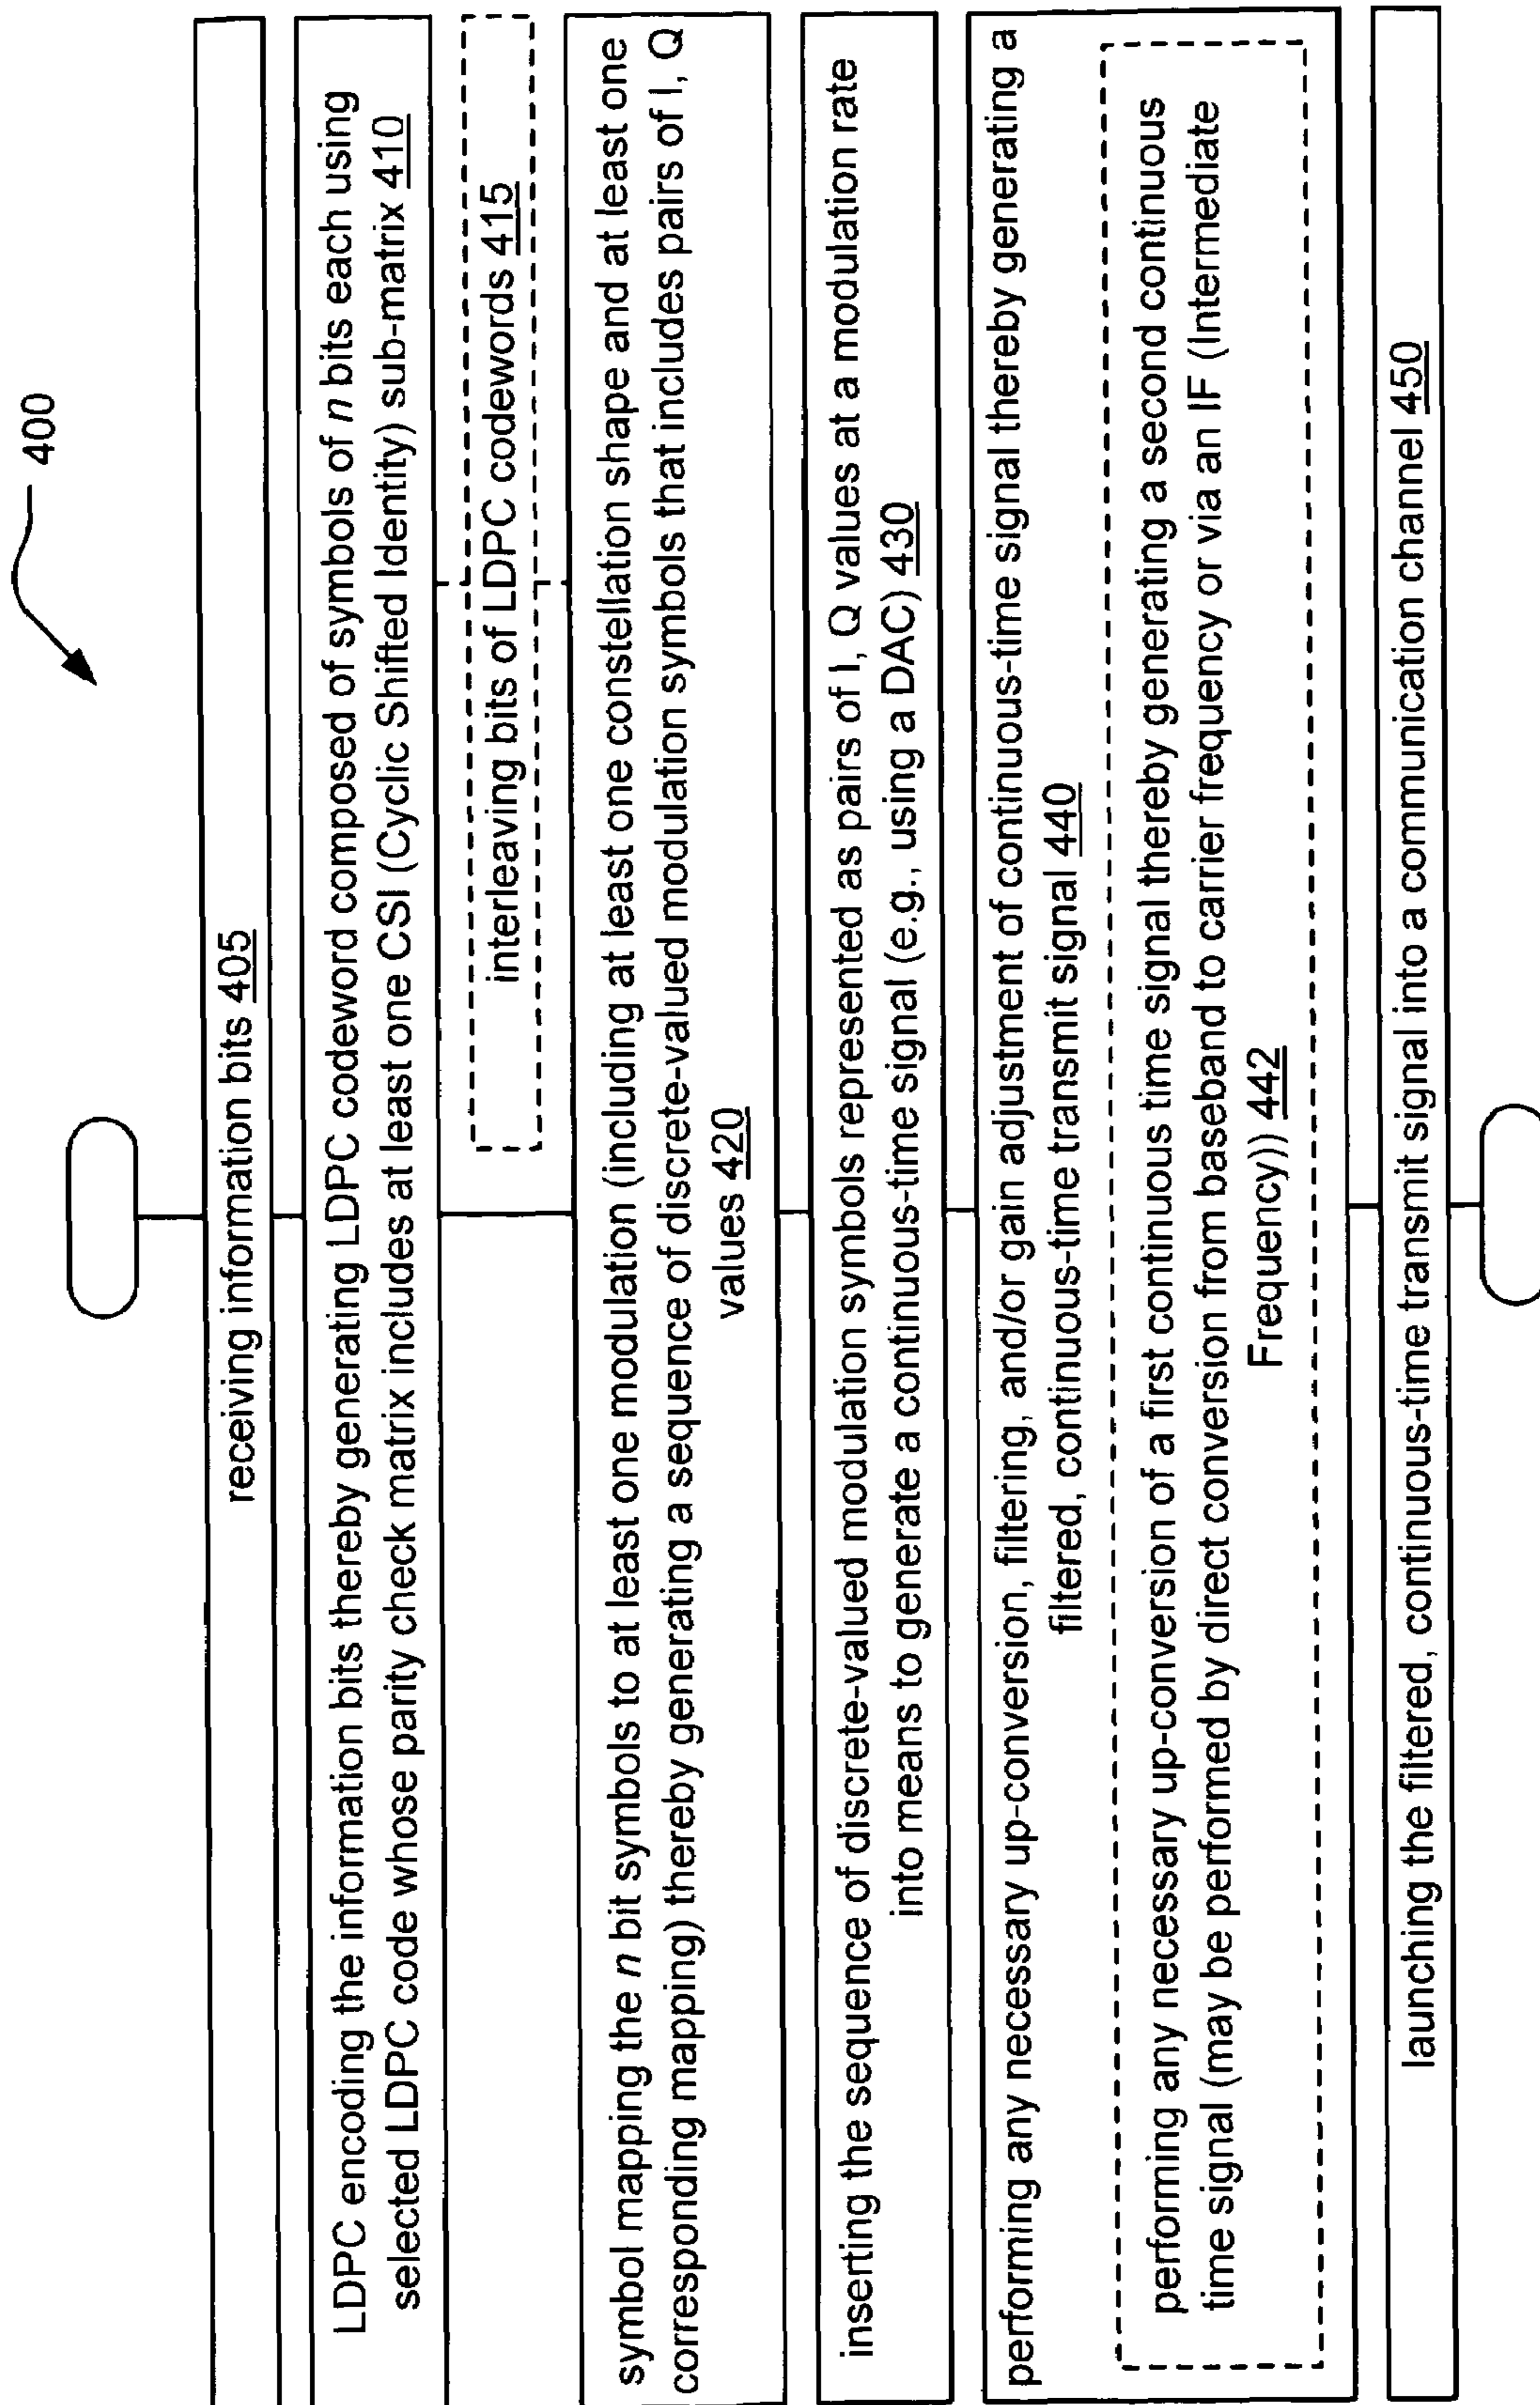 400
receiving information bits 405
LDPC encoding the information bits thereby generating LDPC codeword composed of symbols of n bits each using
selected LDPC code whose parity check matrix includes at least one CSI (Cyclic Shifted Identity) sub-matrix 410
interleaving bits of LDPC codewords 415
symbol mapping the n bit symbols to at least one modulation (including at least one constellation shape and at least one
corresponding mapping) thereby generating a sequence of discrete-valued modulation symbols that includes pairs of I, Q
values 420
inserting the sequence of discrete-valued modulation symbols represented as pairs of I, Q values at a modulation rate
into means to generate a continuous-time signal (e.g., using a DAC) 430
performing any necessary up-conversion, filtering, and/or gain adjustment of continuous-time signal thereby generating a
filtered, continuous-time transmit signal 440
performing any necessary up-conversion of a first continuous time signal thereby generating a second continuous
time signal (may be performed by direct conversion from baseband to carrier frequency or via an IF (Intermediate
Frequency)) 442
launching the filtered, continuous-time transmit signal into a communication channel 450